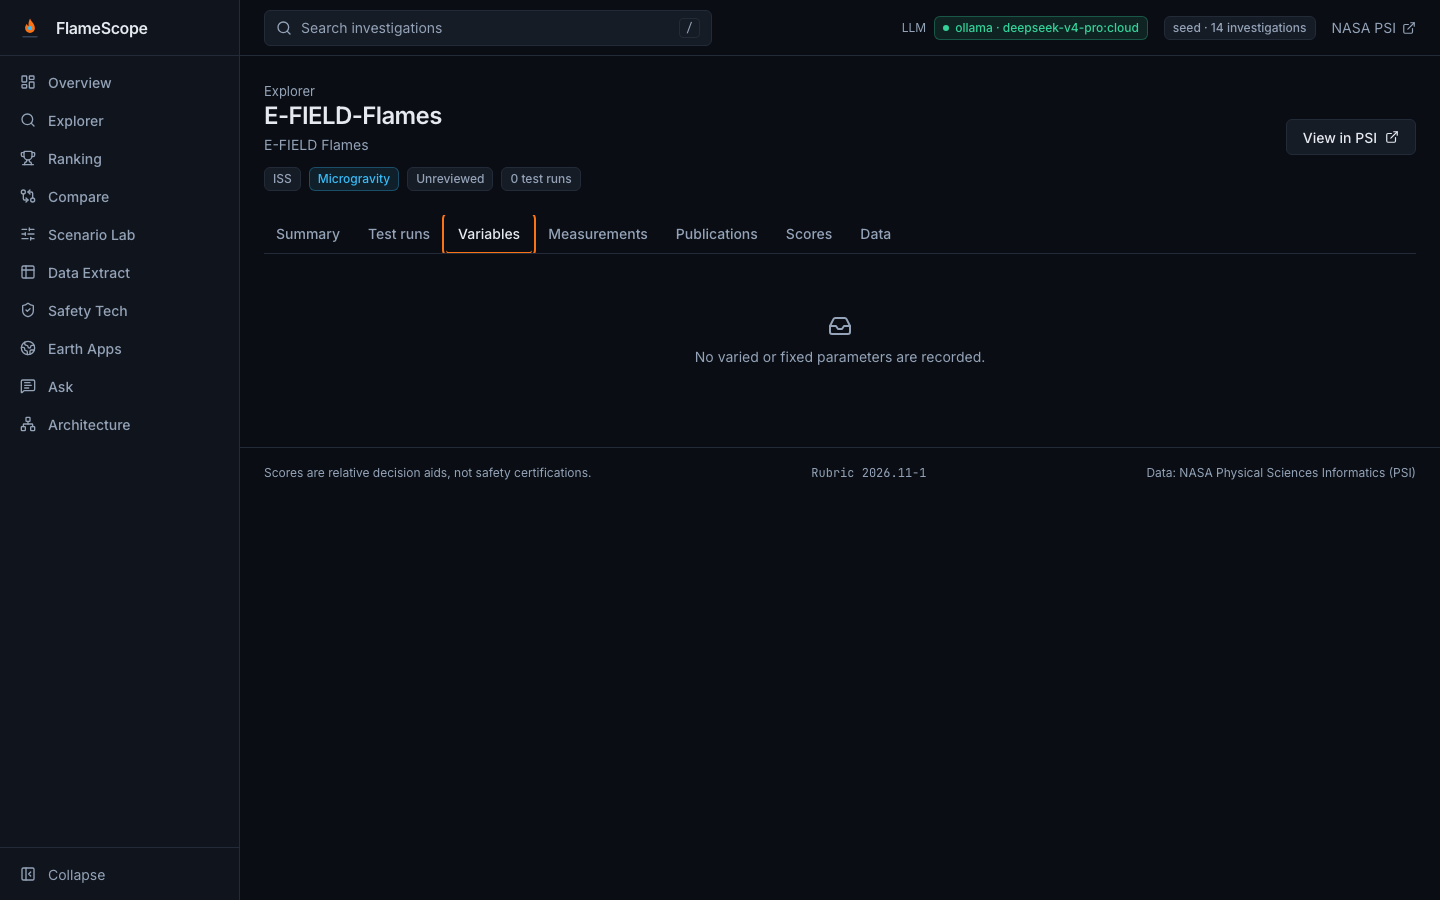 FlameScope
Search investigations
/
LLM
ollama · deepseek-v4-pro:cloud
seed · 14 investigations
NASA PSI
Overview
Explorer
Ranking
Compare
Scenario Lab
Data Extract
Safety Tech
Earth Apps
Ask
Architecture
Collapse
Explorer
E-FIELD-Flames
E-FIELD Flames
ISS
Microgravity
Unreviewed
0 test runs
View in PSI
Summary
Test runs
Variables
Measurements
Publications
Scores
Data
No varied or fixed parameters are recorded.
Scores are relative decision aids, not safety certifications.
Rubric 2026.11-1
Data: NASA Physical Sciences Informatics (PSI)